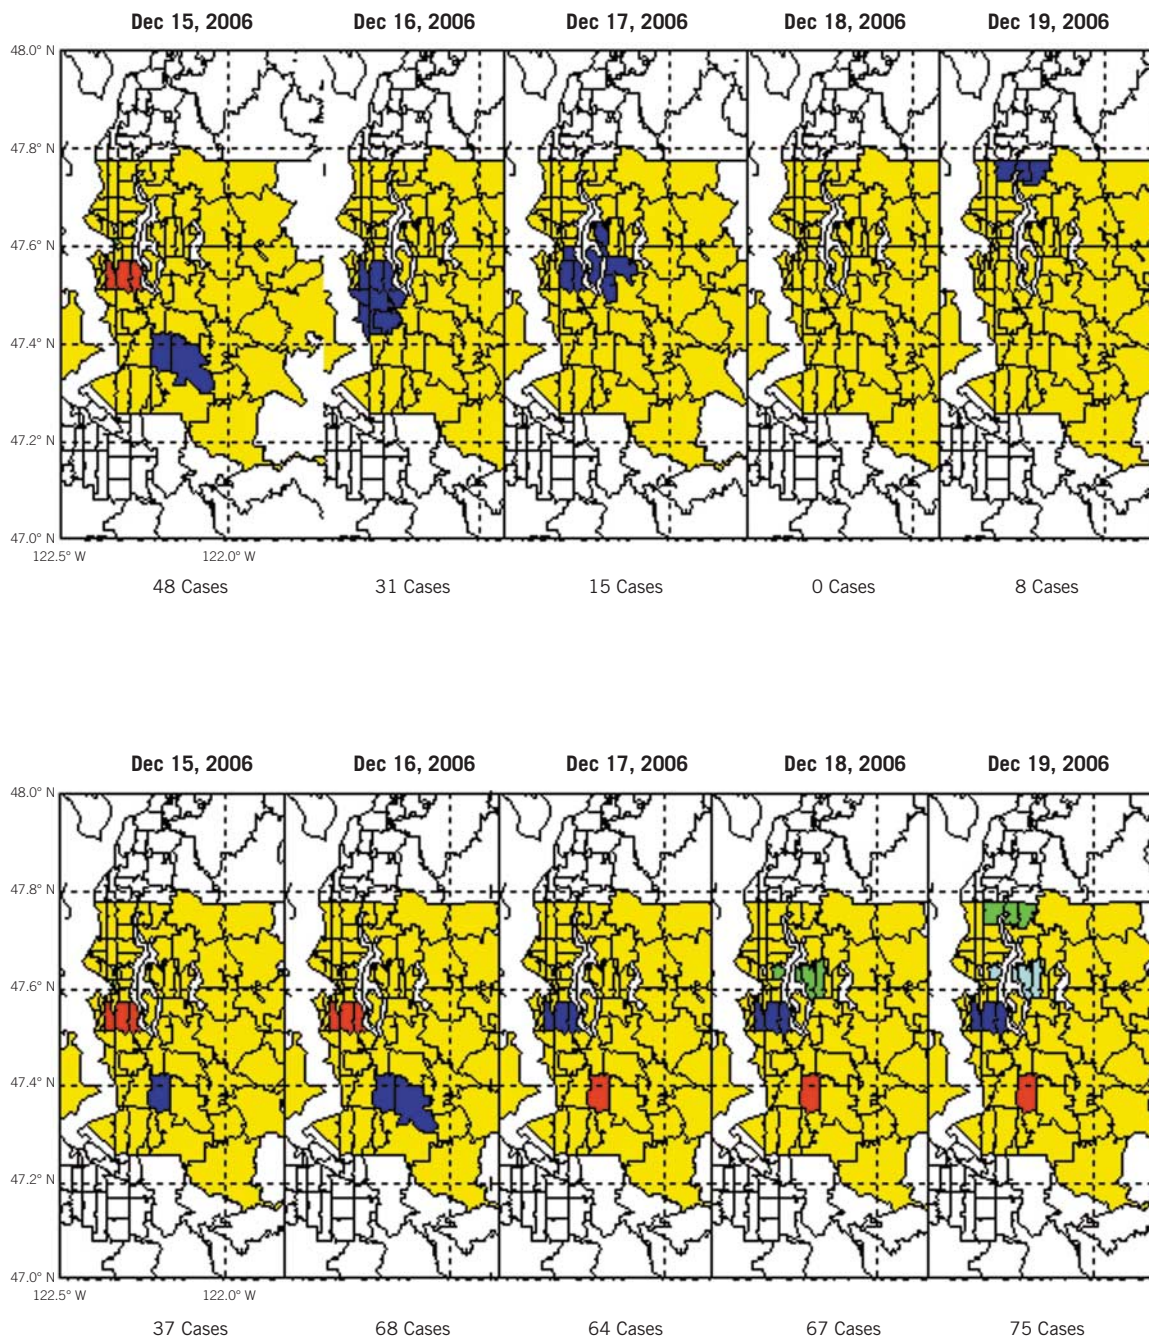 Dec 15, 2006 Dec 16, 2006 Dec 17, 2006 Dec 18, 2006 Dec 19, 2006
48.0° N
47.8° N
47.6° N
47.4° N
47.2° N
47.0° N
122.5° W 122.0° W
48 Cases 31 Cases 15 Cases 0 Cases 8 Cases
Dec 15, 2006 Dec 16, 2006 Dec 17, 2006 Dec 18, 2006 Dec 19, 2006
48.0° N
47.8° N
47.6° N
47.4° N
47.2° N
47.0° N
122.5° W 122.0° W
37 Cases 68 Cases 64 Cases 67 Cases 75 Cases